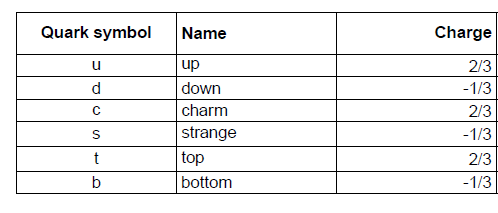 Quark symbol Name Charge
u up 2/3
d down -1/3
c charm 2/3
s strange -1/3
t top 2/3
b bottom -1/3